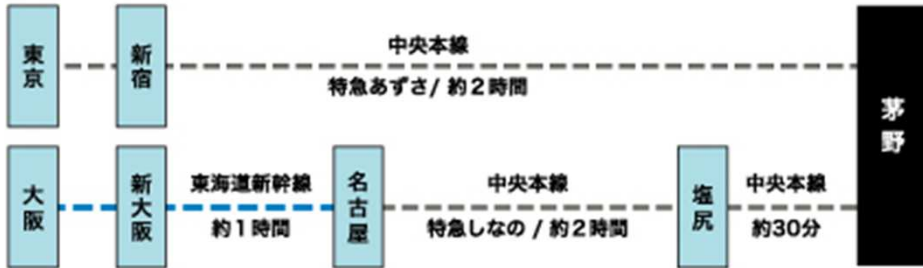 東京
新宿
中央本線
特急あずさ/ 約2時間
茅野
大阪
新大阪
東海道新幹線
約1時間
名古屋
中央本線
特急しなの / 約2時間
塩尻
中央本線
約30分